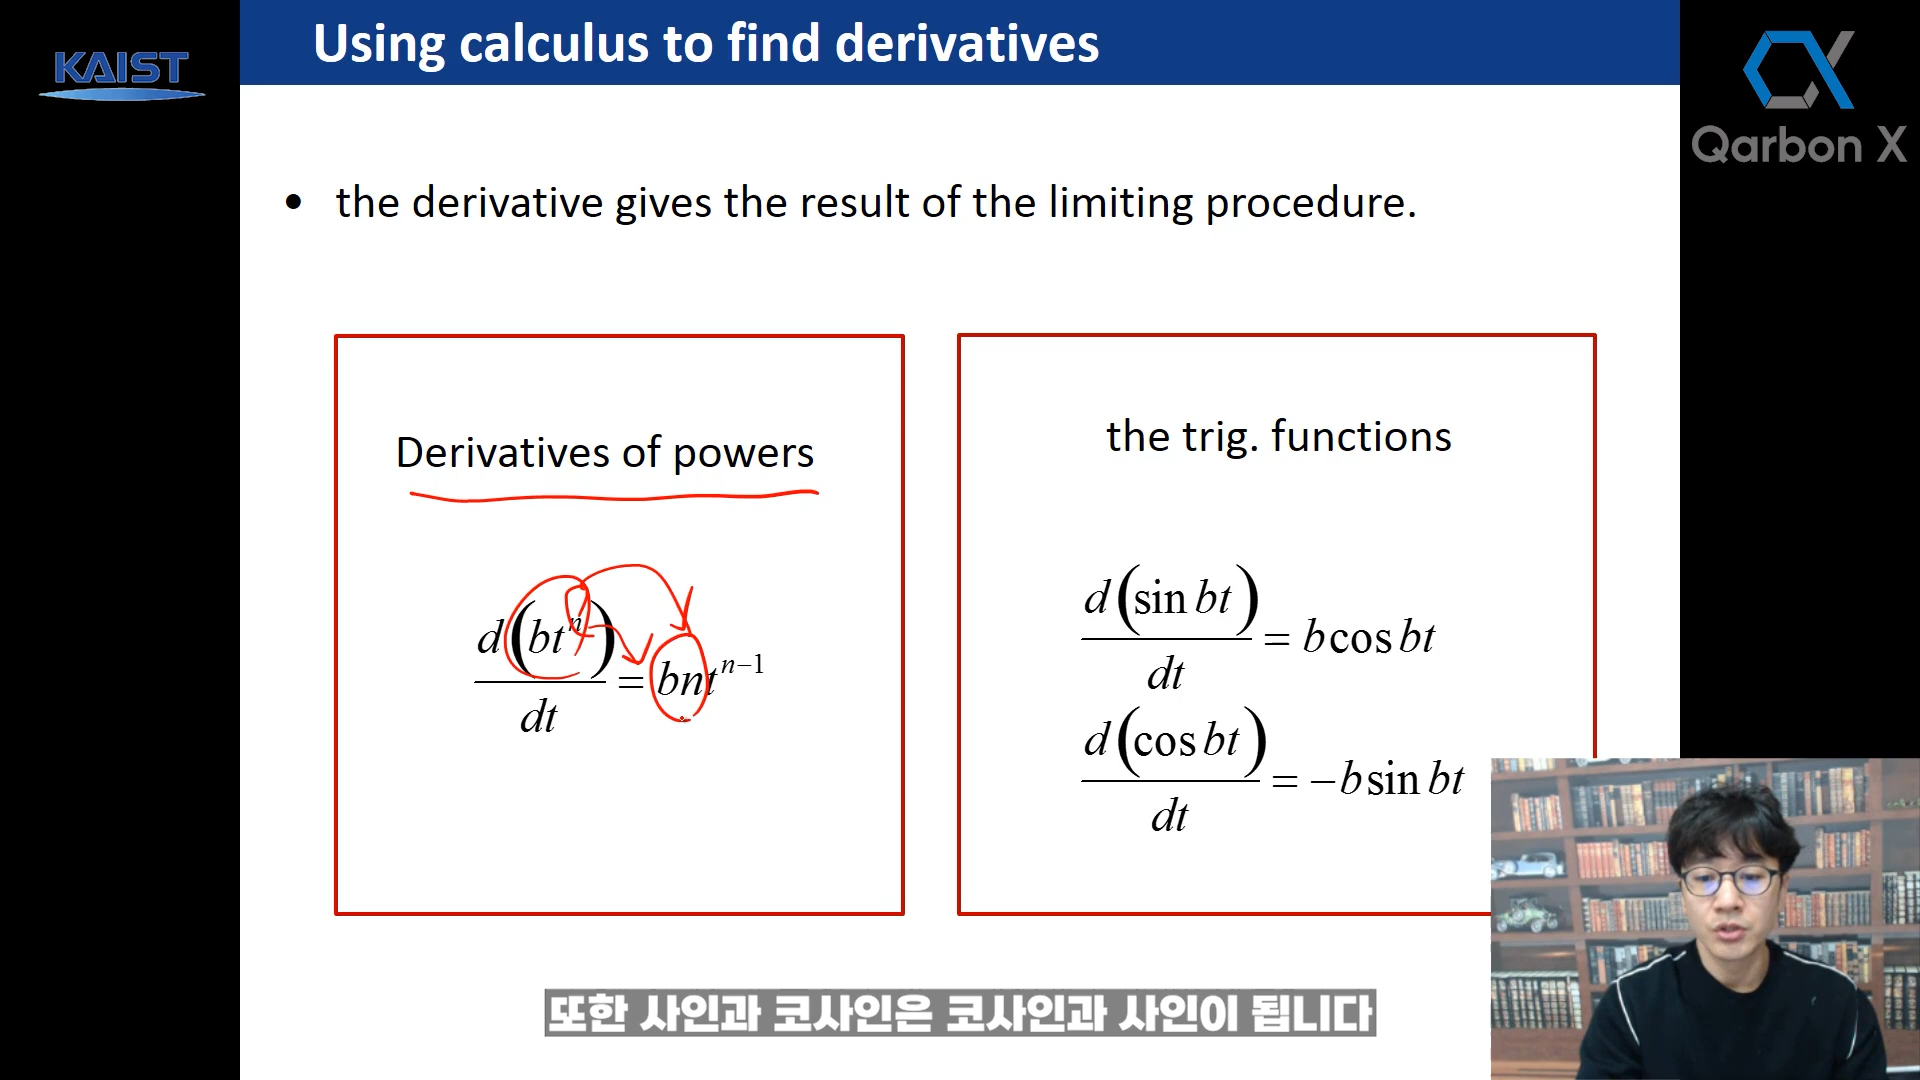 Using calculus to find derivatives
KAIST
Qarbon X
• the derivative gives the result of the limiting procedure.
Derivatives of powers
d(bt^n)/dt = bnt^{n−1}
the trig. functions
d(sin bt)/dt = b cos bt
d(cos bt)/dt = −b sin bt
또한 사인과 코사인은 코사인과 사인이 됩니다